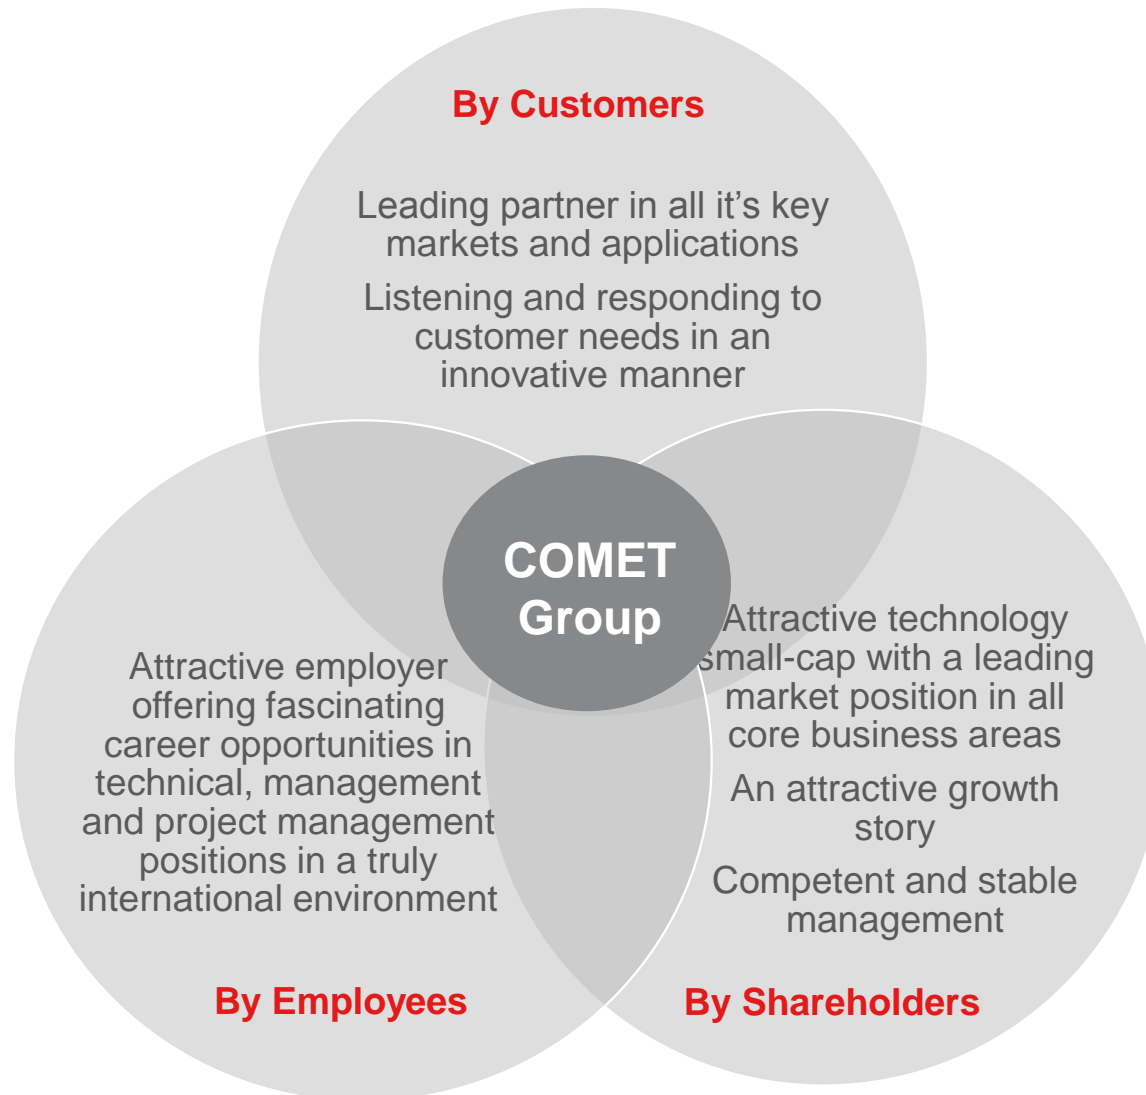 By Customers
Leading partner in all it’s key
markets and applications
Listening and responding to
customer needs in an
innovative manner
COMET
Group
Attractive employer
offering fascinating
career opportunities in
technical, management
and project management
positions in a truly
international environment
By Employees
Attractive technology
small-cap with a leading
market position in all
core business areas
An attractive growth
story
Competent and stable
management
By Shareholders